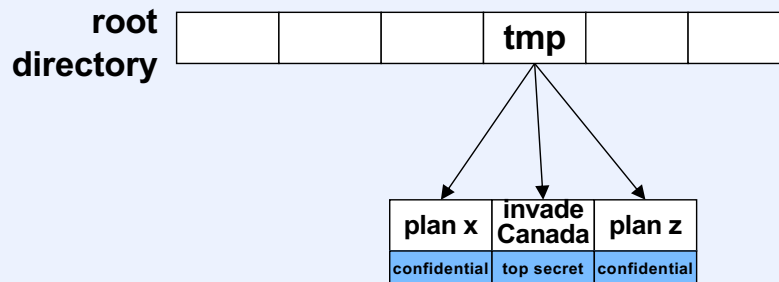 root
directory
tmp
plan x
invade
Canada
plan z
confidential
top secret
confidential